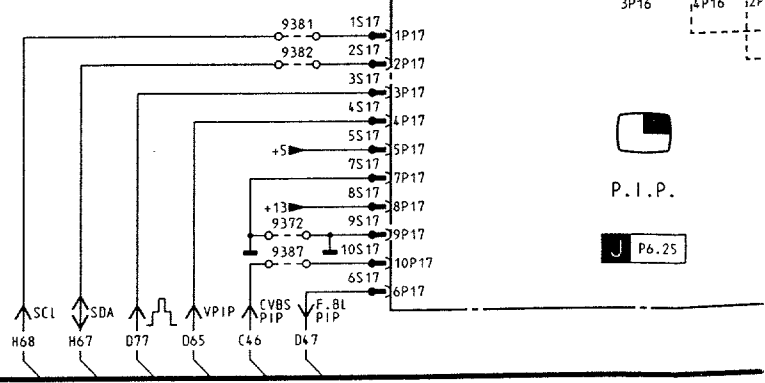 3P16 4P16
9381 1S17 1P17
9382 2S17 2P17
3S17 3P17
4S17 4P17
+5 5S17 5P17
7S17 7P17
8S17
+13 8P17
9372 9S17 9P17
9387 10S17 10P17
6S17 6P17
P.I.P.
J P6.25
SCL SDA VPIP CVBS PIP F.BL PIP
H68 H67 D77 D65 C46 D47